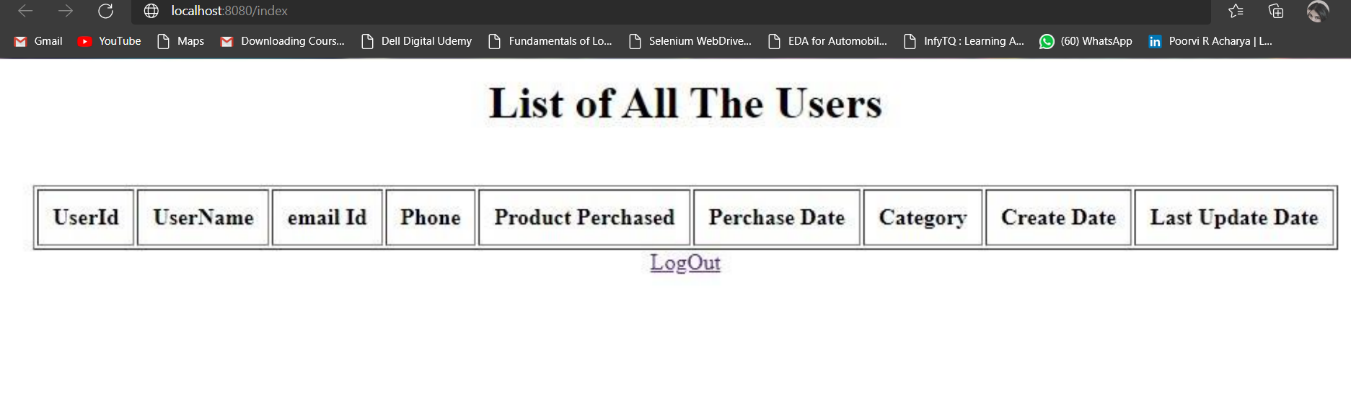 localhost:8080/index
Gmail YouTube Maps Downloading Cours... Dell Digital Udemy Fundamentals of Lo... Selenium WebDrive... EDA for Automobil... InfyTQ : Learning A... (60) WhatsApp Poorvi R Acharya | L...
List of All The Users
UserId UserName email Id Phone Product Perchased Perchase Date Category Create Date Last Update Date
LogOut